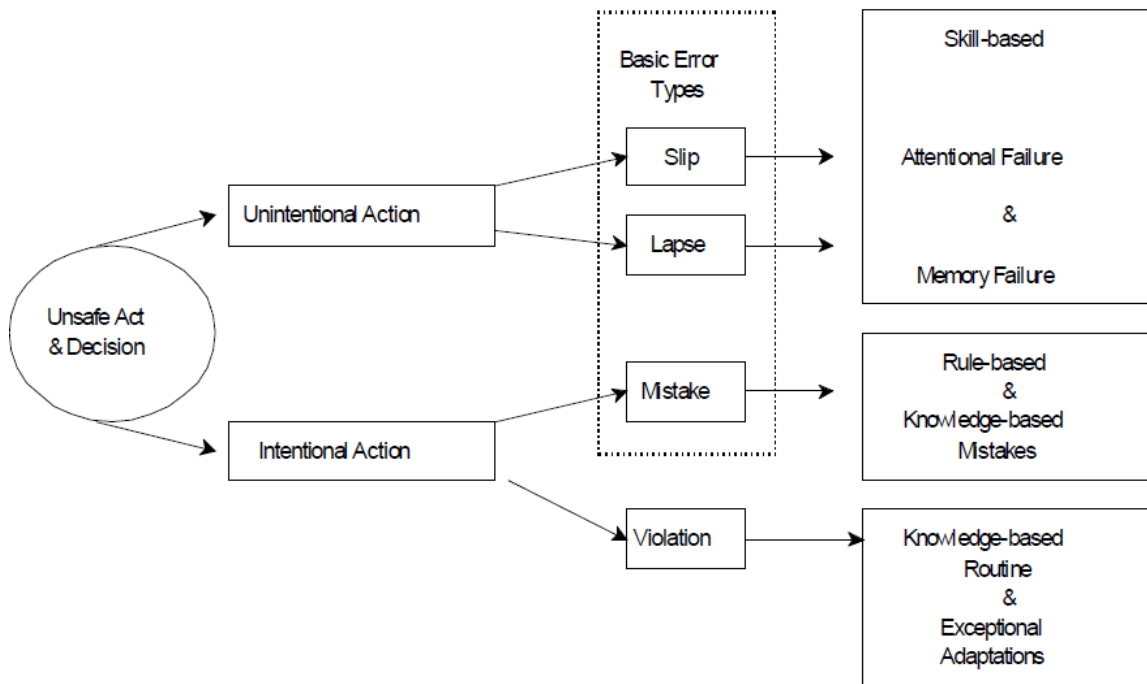 Unsafe Act
& Decision
Unintentional Action
Intentional Action
Basic Error
Types
Slip
Lapse
Mistake
Violation
Skill-based
Attentional Failure
&
Memory Failure
Rule-based
&
Knowledge-based
Mistakes
Knowledge-based
Routine
&
Exceptional
Adaptations